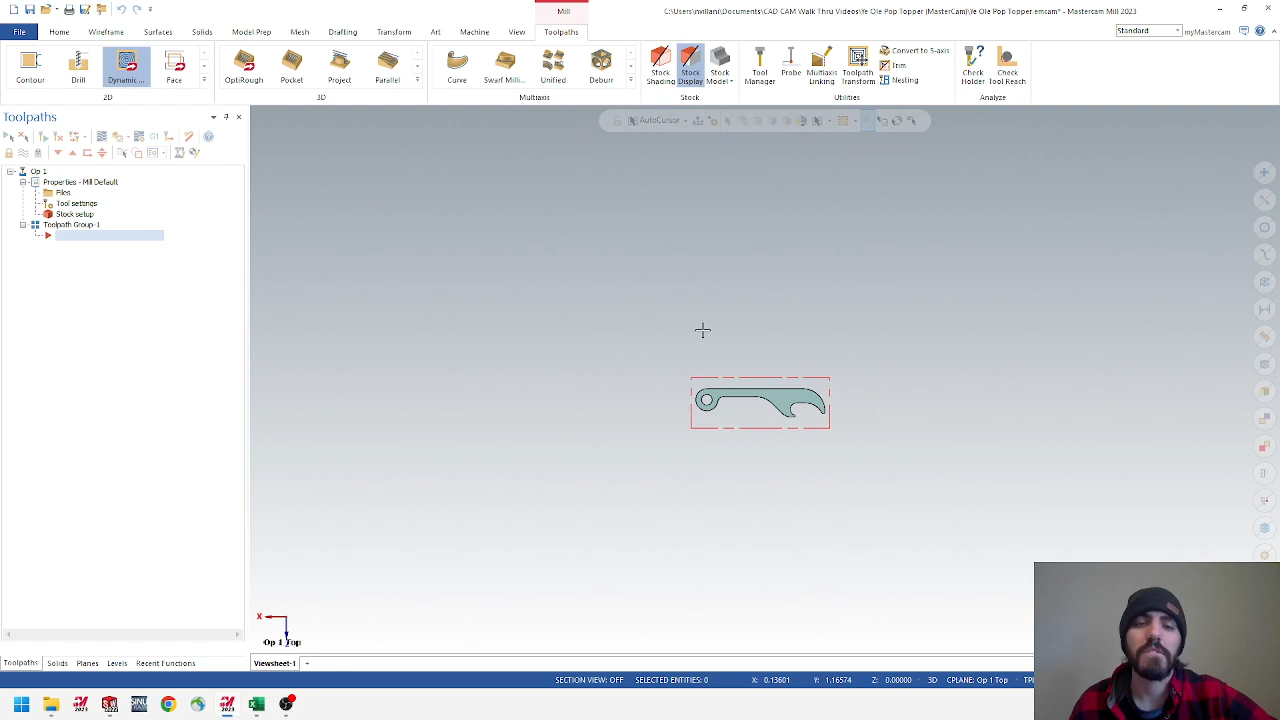 Mill
C:\Users\nvillani\Documents\CAD CAM Walk Thru Videos\Ye Ole Pop Topper (MasterCam)\Ye Ole Pop Topper.emcam* - Mastercam Mill 2023
File Home Wireframe Surfaces Solids Model Prep Mesh Drafting Transform Art Machine View Toolpaths
Standard myMastercam
Contour Drill Dynamic ... Face OptiRough Pocket Project Parallel Curve Swarf Milli... Unified Deburr Stock Shading Stock Display Stock Model Tool Manager Probe Multiaxis Linking Toolpath Transform Convert to 5-axis Trim Nesting Check Holder Check Tool Reach
2D 3D Multiaxis Stock Utilities Analyze
Toolpaths
AutoCursor
G1
Op 1
Properties - Mill Default
Files
Tool settings
Stock setup
Toolpath Group-1
X
Op 1 Top
Toolpaths Solids Planes Levels Recent Functions
Viewsheet-1 +
SECTION VIEW: OFF SELECTED ENTITIES: 0 X: 0.13601 Y: 1.16574 Z: 0.00000 3D CPLANE: Op 1 Top
2023 SINU 2023